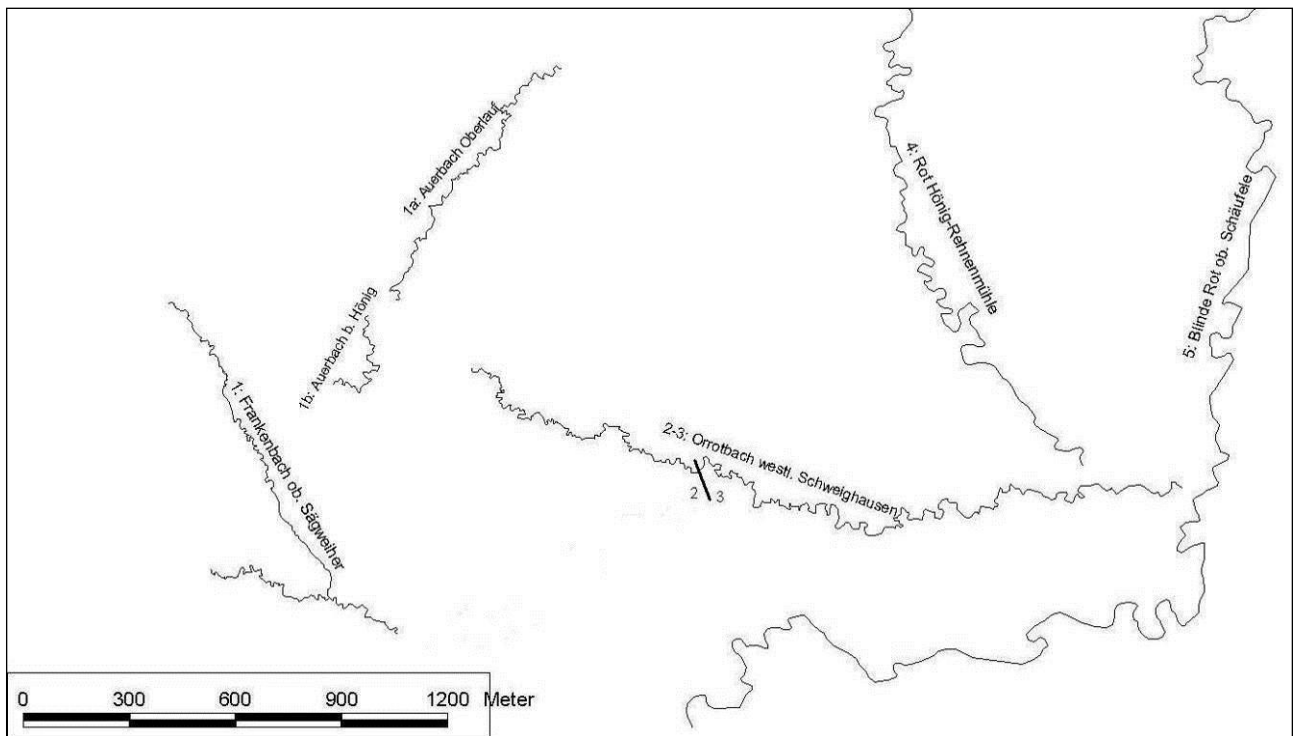 1a: Auerbach Oberlauf
4: Rot Hönig-Rehnenmühle
5: Blinde Rot ob. Schäufele
1b: Auerbach b. Hönig
1: Frankenbach ob. Sägweiher
2-3: Orrotbach westl. Schweighausen
2 3
0 300 600 900 1200 Meter